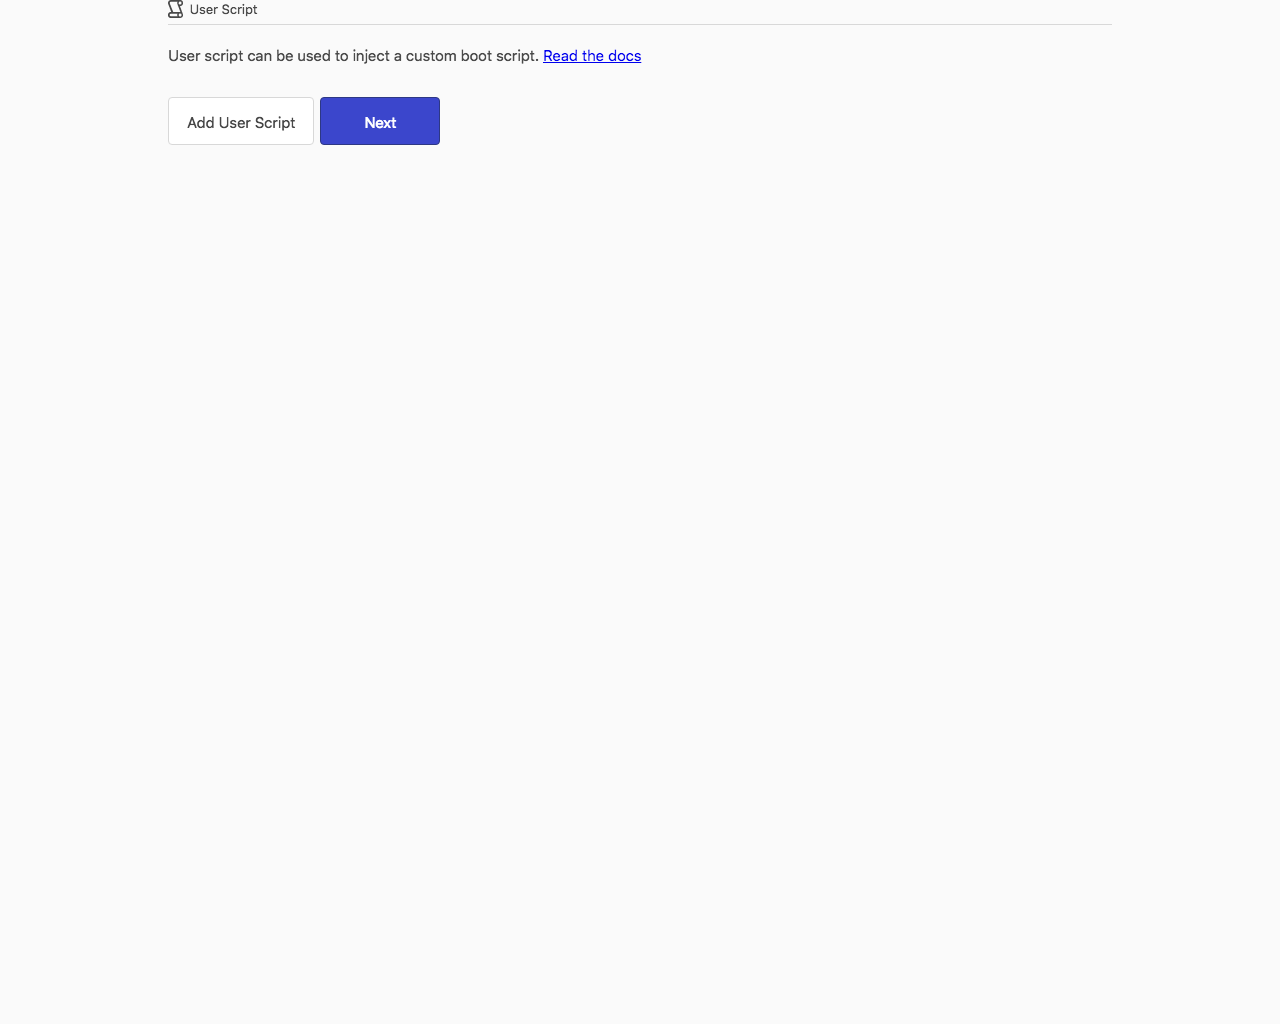 User Script
User script can be used to inject a custom boot script. Read the docs
Add User Script
Next